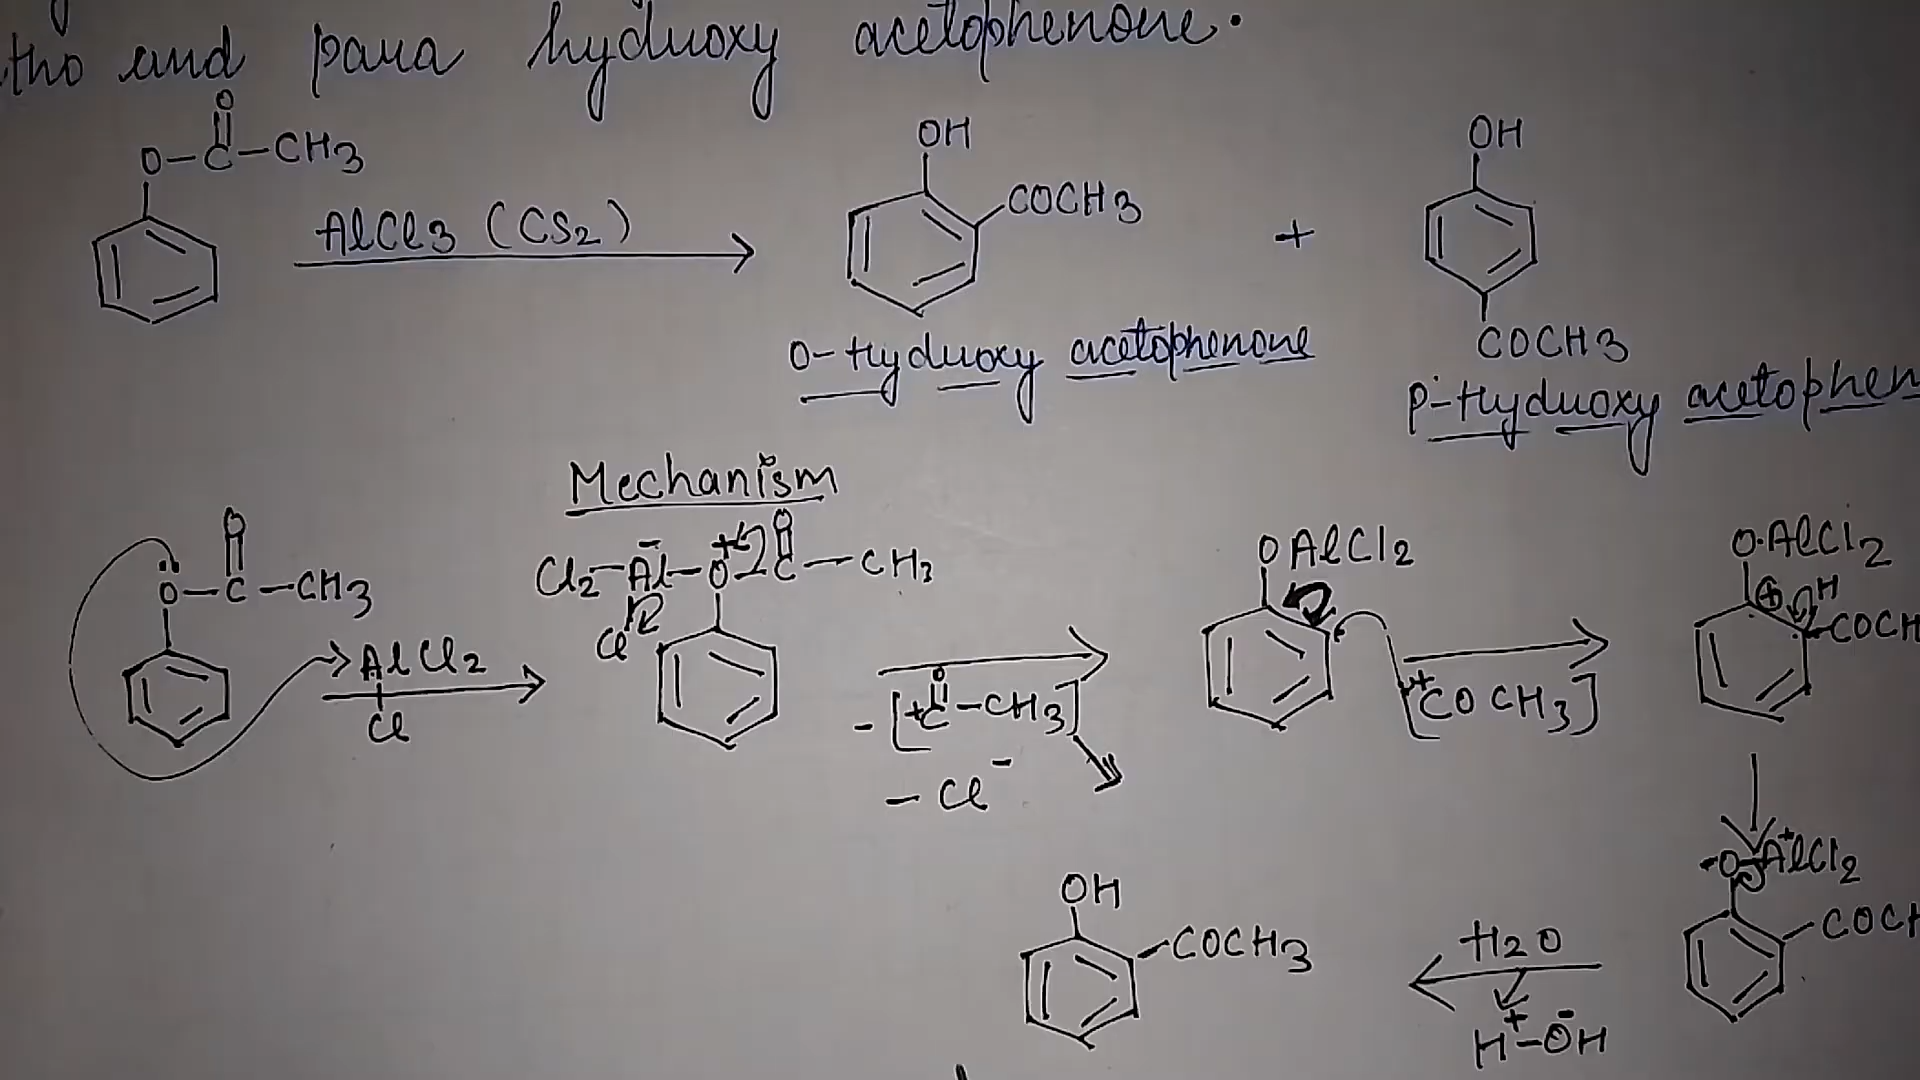 and para hydroxy acetophenone.
O
O-C-CH3
AlCl3 (CS2)
OH
COCH3
+
OH
COCH3
o-Hydroxy acetophenone
p-Hydroxy acetophen
Mechanism
O
O-C-CH3
AlCl2
Cl
O
Cl2-Al-O-C-CH3
- +
Cl
O
-[+C-CH3]
- Cl-
OAlCl2
[+COCH3]
O.AlCl2
+ H
COCH
-O-AlCl2
+
COCH
H2O
H+-OH
-
OH
COCH3